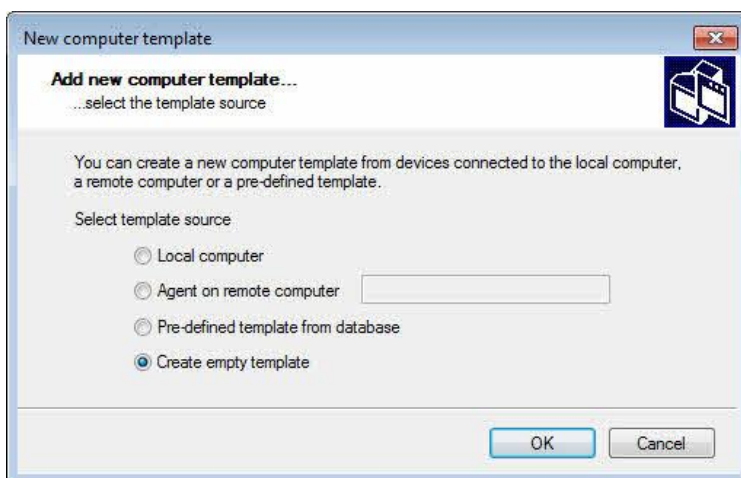 New computer template
Add new computer template...
...select the template source
You can create a new computer template from devices connected to the local computer,
a remote computer or a pre-defined template.
Select template source
Local computer
Agent on remote computer
Pre-defined template from database
Create empty template
OK Cancel